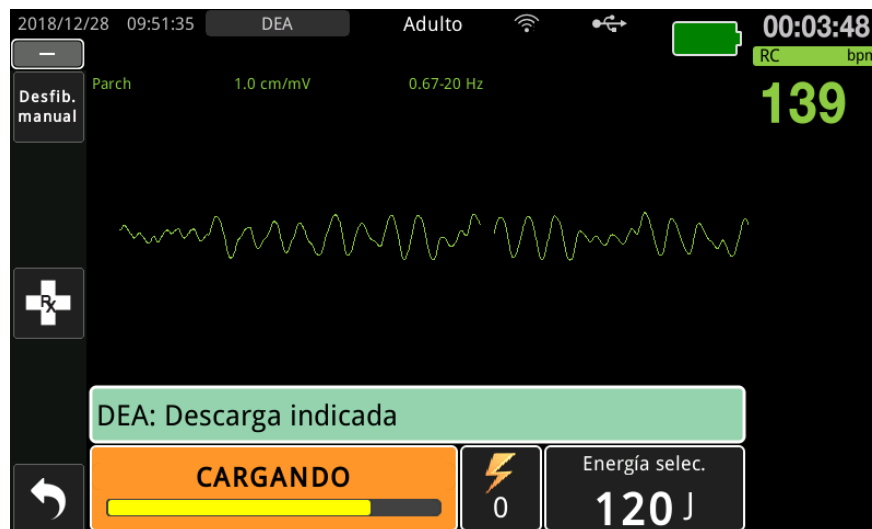 2018/12/28 09:51:35 DEA Adulto 00:03:48
RC bpm
Parch 1.0 cm/mV 0.67-20 Hz
139
Desfib.
manual
Rx
DEA: Descarga indicada
CARGANDO
0
Energía selec.
120 J